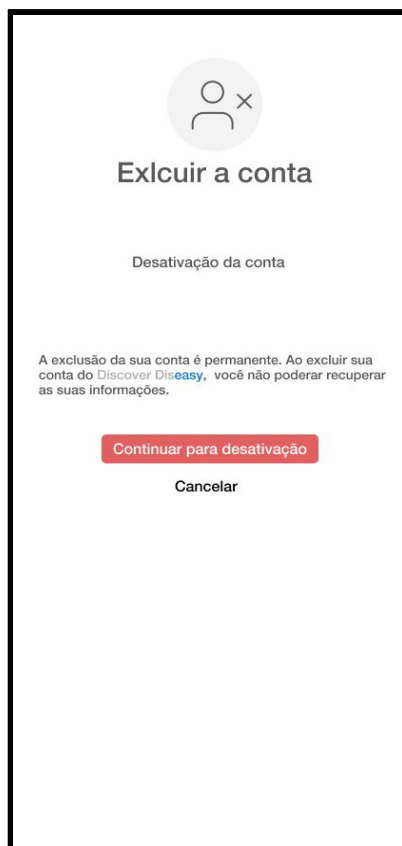 Exlcuir a conta
Desativação da conta
A exclusão da sua conta é permanente. Ao excluir sua
conta do Discover Diseasy, você não poderar recuperar
as suas informações.
Continuar para desativação
Cancelar